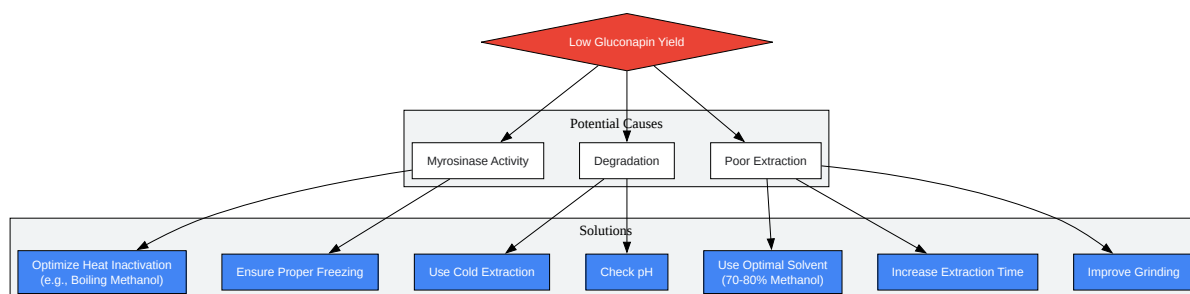 Low Gluconapin Yield
Potential Causes
Myrosinase Activity
Degradation
Poor Extraction
Solutions
Optimize Heat Inactivation
(e.g., Boiling Methanol)
Ensure Proper Freezing
Use Cold Extraction
Check pH
Use Optimal Solvent
(70-80% Methanol)
Increase Extraction Time
Improve Grinding